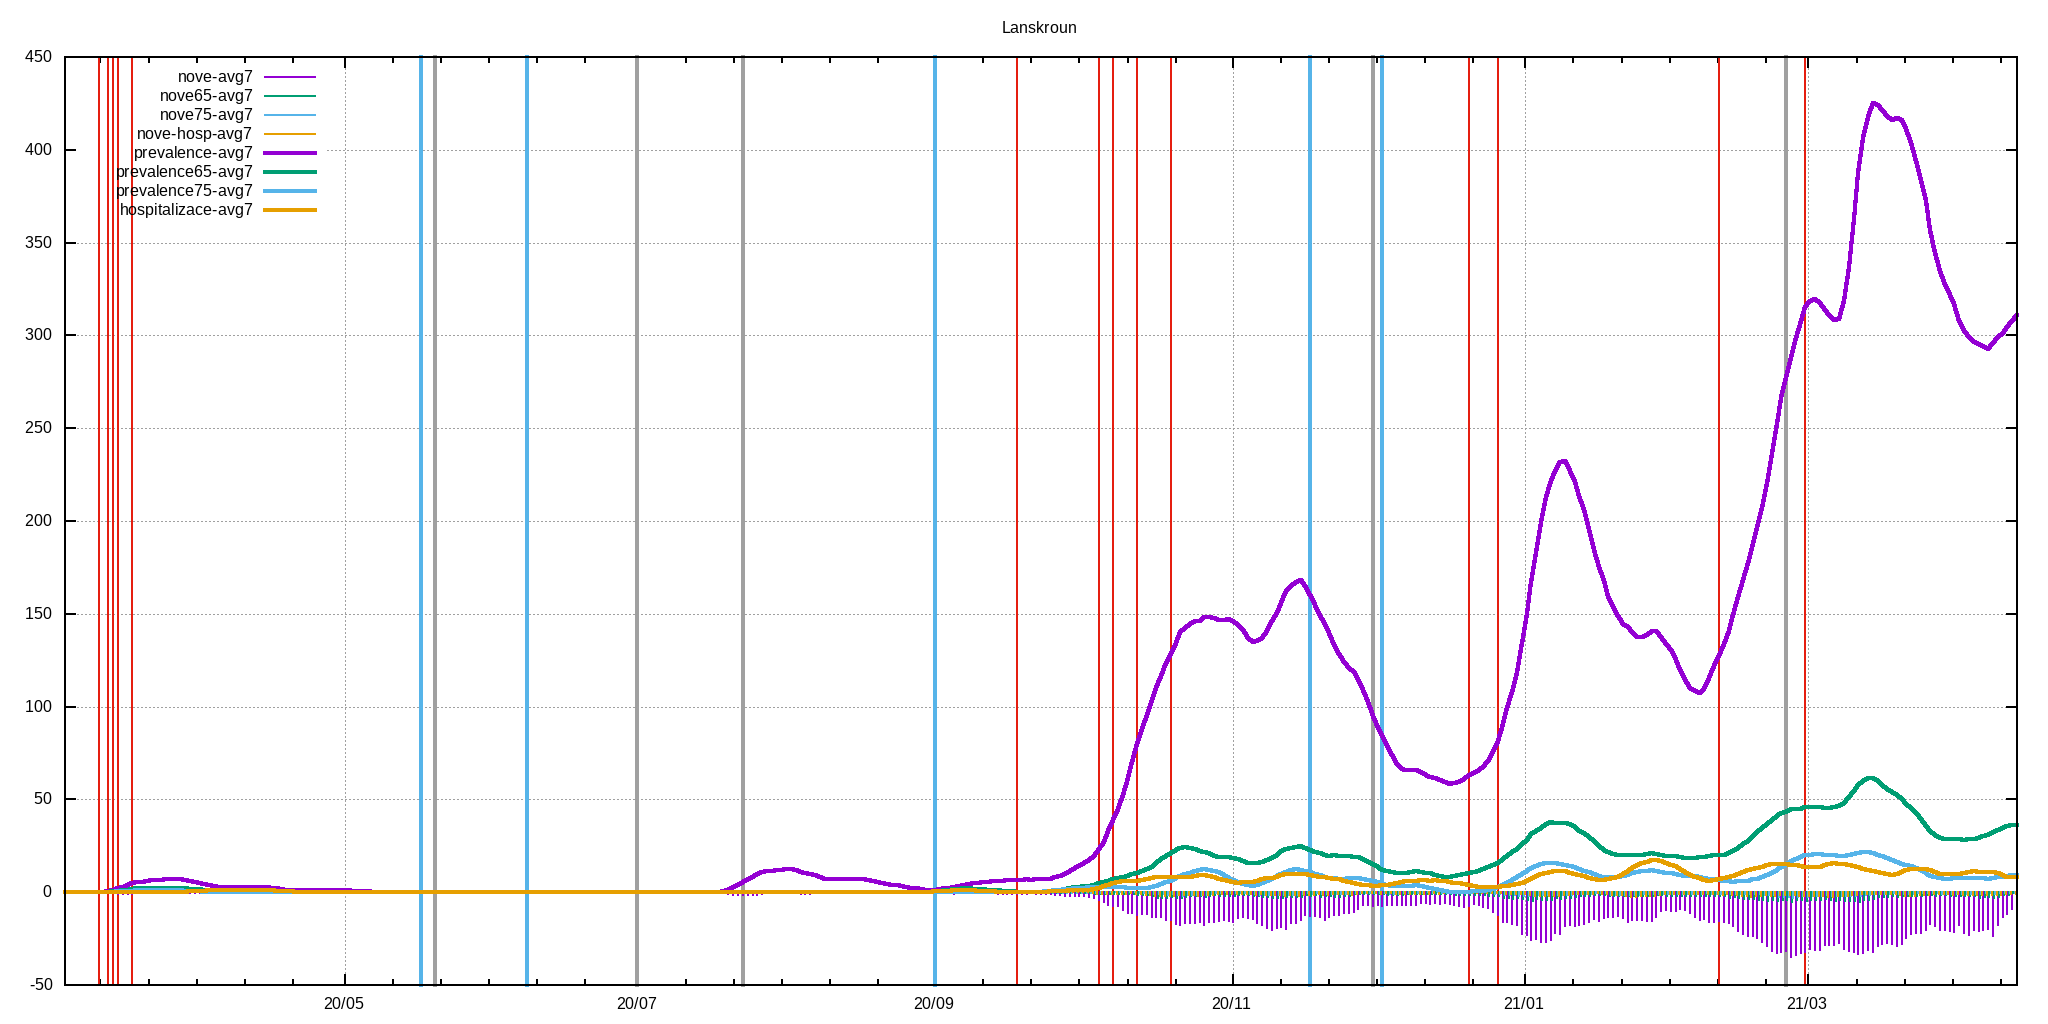 Lanskroun
450
400
350
300
250
200
150
100
50
0
-50
nove-avg7
nove65-avg7
nove75-avg7
nove-hosp-avg7
prevalence-avg7
prevalence65-avg7
prevalence75-avg7
hospitalizace-avg7
20/05
20/07
20/09
20/11
21/01
21/03